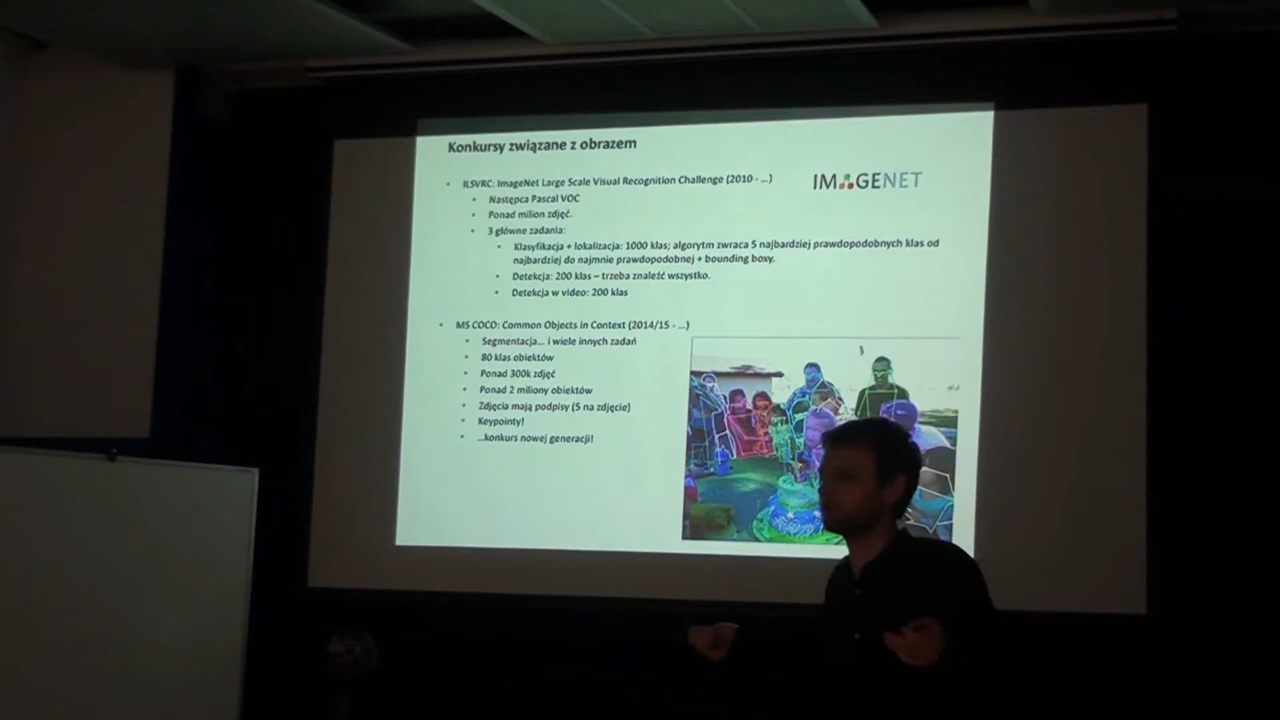 Konkursy związane z obrazem
ILSVRC: ImageNet Large Scale Visual Recognition Challenge (2010 - ...)
IMAGENET
Następca Pascal VOC
Ponad milion zdjęć.
3 główne zadania:
Klasyfikacja + lokalizacja: 1000 klas; algorytm zwraca 5 najbardziej prawdopodobnych klas od
najbardziej do najmnie prawdopodobnej + bounding boxy.
Detekcja: 200 klas – trzeba znaleźć wszystko.
Detekcja w video: 200 klas
MS COCO: Common Objects in Context (2014/15 - ...)
Segmentacja... i wiele innych zadań
80 klas obiektów
Ponad 300k zdjęć
Ponad 2 miliony obiektów
Zdjęcia mają podpisy (5 na zdjęcie)
Keypointy!
...konkurs nowej generacji!